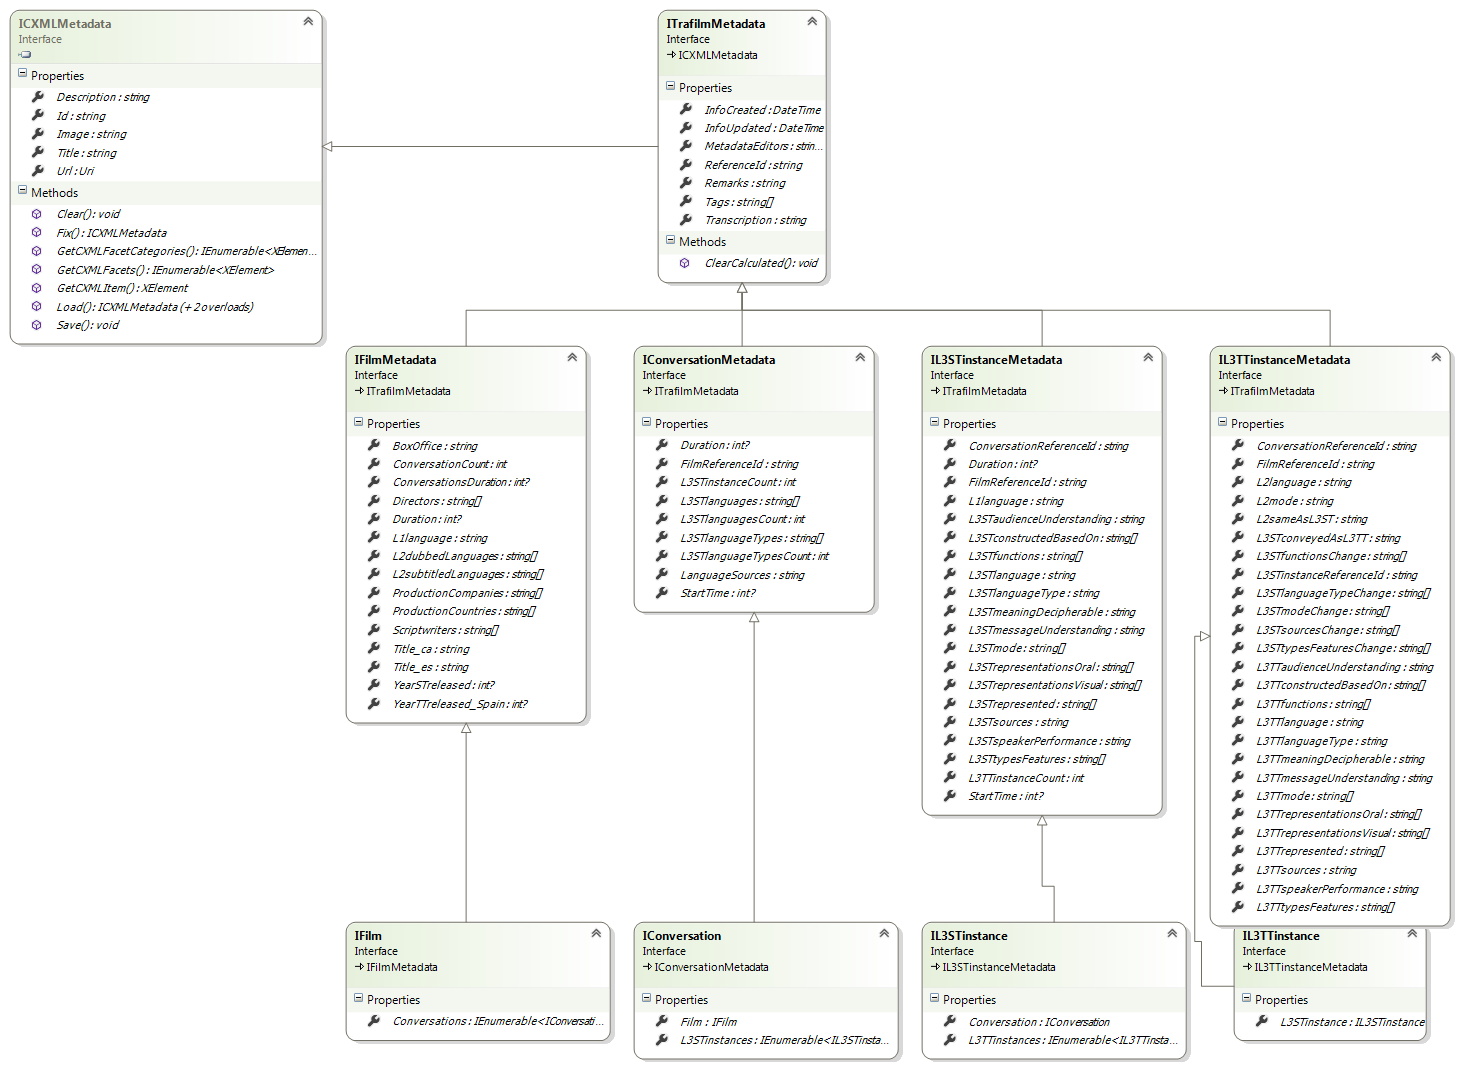 ICXMLMetadata
Interface
Properties
Description : string
Id : string
Image : string
Title : string
Url : Uri
Methods
Clear() : void
Fix() : ICXMLMetadata
GetCXMLFacetCategories() : IEnumerable<XElemen...
GetCXMLFacets() : IEnumerable<XElement>
GetCXMLItem() : XElement
Load() : ICXMLMetadata (+ 2 overloads)
Save() : void
ITrafilmMetadata
Interface
ICXMLMetadata
Properties
InfoCreated : DateTime
InfoUpdated : DateTime
MetadataEditors : strin...
ReferenceId : string
Remarks : string
Tags : string[]
Transcription : string
Methods
ClearCalculated() : void
IFilmMetadata
Interface
ITrafilmMetadata
Properties
BoxOffice : string
ConversationCount : int
ConversationsDuration : int?
Directors : string[]
Duration : int?
L1language : string
L2dubbedLanguages : string[]
L2subtitledLanguages : string[]
ProductionCompanies : string[]
ProductionCountries : string[]
Scriptwriters : string[]
Title_ca : string
Title_es : string
YearSTreleased : int?
YearTTreleased_Spain : int?
IConversationMetadata
Interface
ITrafilmMetadata
Properties
Duration : int?
FilmReferenceId : string
L3STinstanceCount : int
L3STlanguages : string[]
L3STlanguagesCount : int
L3STlanguageTypes : string[]
L3STlanguageTypesCount : int
LanguageSources : string
StartTime : int?
IL3STinstanceMetadata
Interface
ITrafilmMetadata
Properties
ConversationReferenceId : string
Duration : int?
FilmReferenceId : string
L1language : string
L3STaudienceUnderstanding : string
L3STconstructedBasedOn : string[]
L3STfunctions : string[]
L3STlanguage : string
L3STlanguageType : string
L3STmeaningDecipherable : string
L3STmessageUnderstanding : string
L3STmode : string[]
L3STrepresentationsOral : string[]
L3STrepresentationsVisual : string[]
L3STrepresented : string[]
L3STsources : string
L3STspeakerPerformance : string
L3STtypesFeatures : string[]
L3TTinstanceCount : int
StartTime : int?
IL3TTinstanceMetadata
Interface
ITrafilmMetadata
Properties
ConversationReferenceId : string
FilmReferenceId : string
L2language : string
L2mode : string
L2sameAsL3ST : string
L3STconveyedAsL3TT : string
L3STfunctionsChange : string[]
L3STinstanceReferenceId : string
L3STlanguageTypeChange : string[]
L3STmodeChange : string[]
L3STsourcesChange : string[]
L3STtypesFeaturesChange : string[]
L3TTaudienceUnderstanding : string
L3TTconstructedBasedOn : string[]
L3TTfunctions : string[]
L3TTlanguage : string
L3TTlanguageType : string
L3TTmeaningDecipherable : string
L3TTmessageUnderstanding : string
L3TTmode : string[]
L3TTrepresentationsOral : string[]
L3TTrepresentationsVisual : string[]
L3TTrepresented : string[]
L3TTsources : string
L3TTspeakerPerformance : string
L3TTtypesFeatures : string[]
IFilm
Interface
IFilmMetadata
Properties
Conversations : IEnumerable<IConversati...
IConversation
Interface
IConversationMetadata
Properties
Film : IFilm
L3STinstances : IEnumerable<IL3STinsta...
IL3STinstance
Interface
IL3STinstanceMetadata
Properties
Conversation : IConversation
L3TTinstances : IEnumerable<IL3TTinsta...
IL3TTinstance
Interface
IL3TTinstanceMetadata
Properties
L3STinstance : IL3STinstance